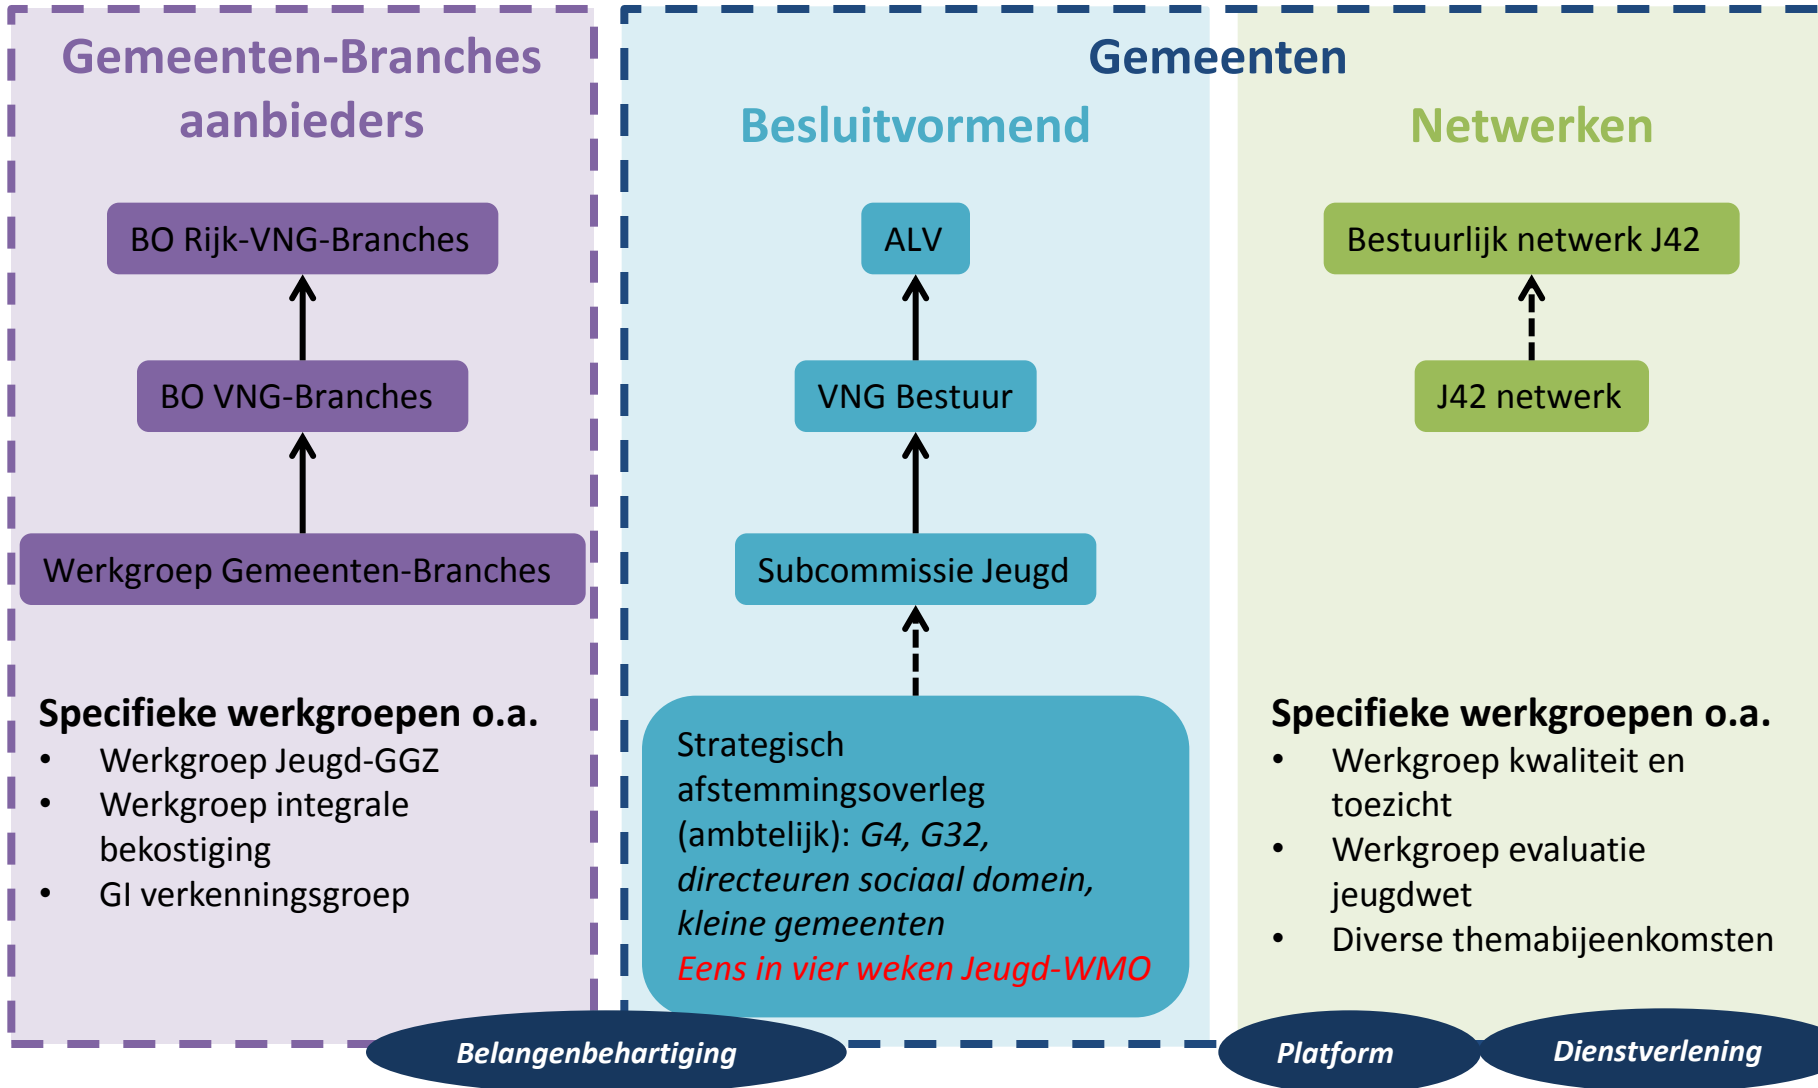 Gemeenten-Branches
aanbieders
BO Rijk-VNG-Branches
BO VNG-Branches
Werkgroep Gemeenten-Branches
Specifieke werkgroepen o.a.
• Werkgroep Jeugd-GGZ
• Werkgroep integrale
bekostiging
• GI verkenningsgroep
Gemeenten
Besluitvormend
ALV
VNG Bestuur
Subcommissie Jeugd
Strategisch
afstemmingsoverleg
(ambtelijk): G4, G32,
directeuren sociaal domein,
kleine gemeenten
Eens in vier weken Jeugd-WMO
Netwerken
Bestuurlijk netwerk J42
J42 netwerk
Specifieke werkgroepen o.a.
• Werkgroep kwaliteit en
toezicht
• Werkgroep evaluatie
jeugdwet
• Diverse themabijeenkomsten
Belangenbehartiging
Platform
Dienstverlening